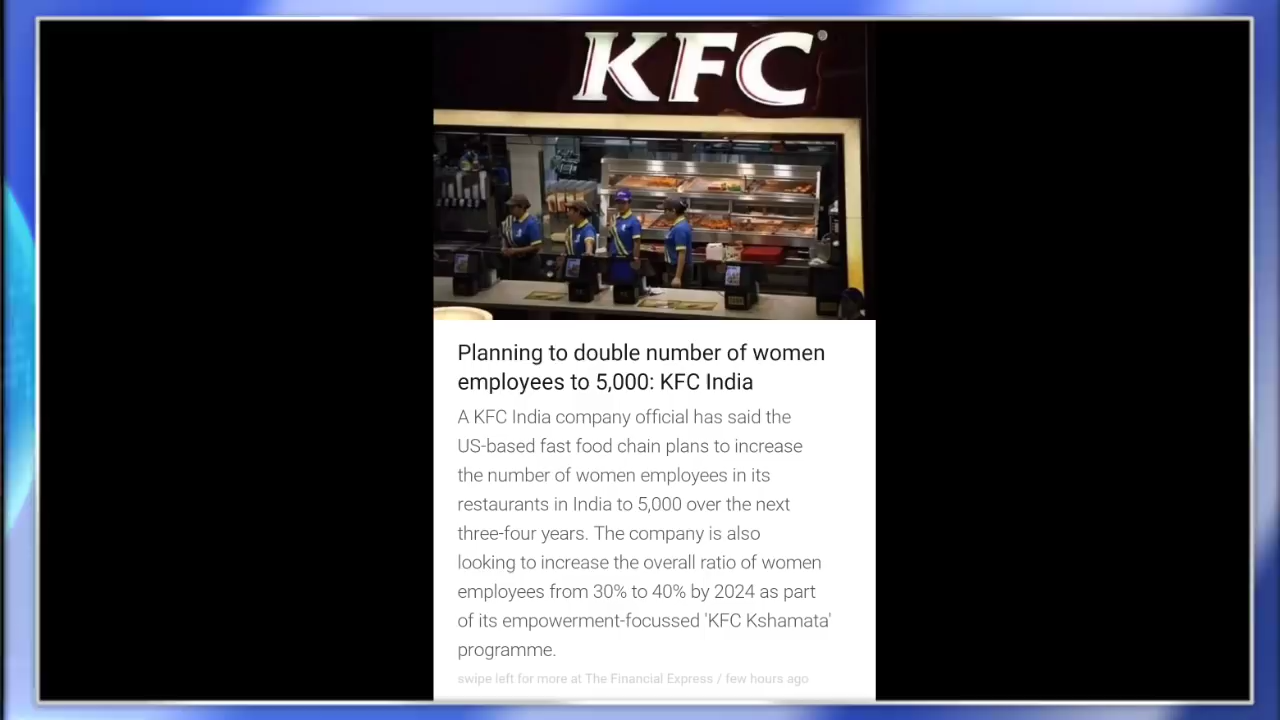 KFC
Planning to double number of women
employees to 5,000: KFC India
A KFC India company official has said the
US-based fast food chain plans to increase
the number of women employees in its
restaurants in India to 5,000 over the next
three-four years. The company is also
looking to increase the overall ratio of women
employees from 30% to 40% by 2024 as part
of its empowerment-focussed 'KFC Kshamata'
programme.
swipe left for more at The Financial Express / few hours ago